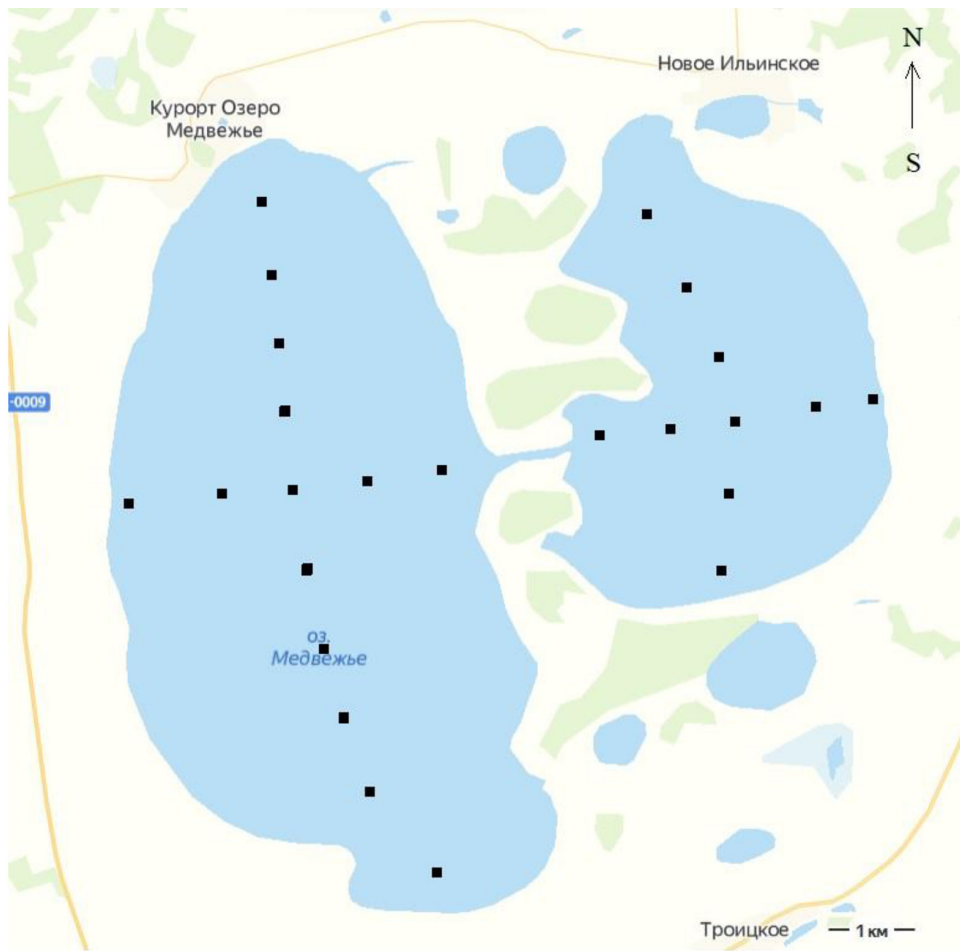 Новое Ильинское
N
Курорт Озеро
Медвежье
S
-0009
оз.
Медвежье
Троицкое
1 км